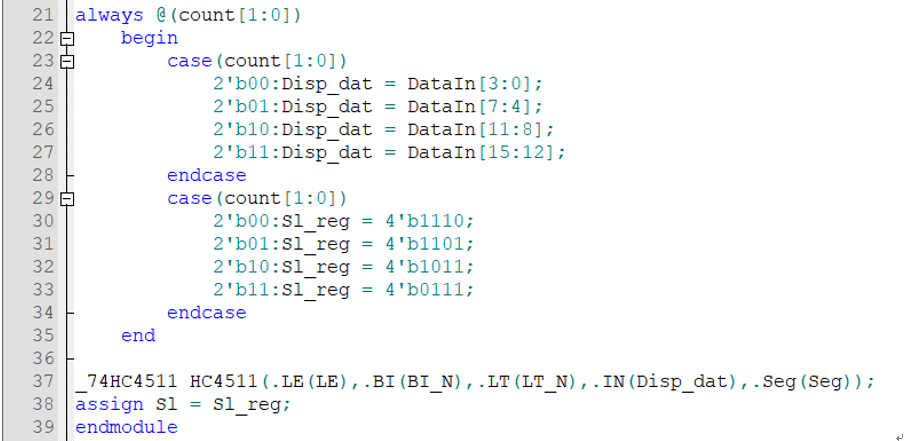 21 always @(count[1:0])
22 begin
23 case(count[1:0])
24 2'b00:Disp_dat = DataIn[3:0];
25 2'b01:Disp_dat = DataIn[7:4];
26 2'b10:Disp_dat = DataIn[11:8];
27 2'b11:Disp_dat = DataIn[15:12];
28 endcase
29 case(count[1:0])
30 2'b00:Sl_reg = 4'b1110;
31 2'b01:Sl_reg = 4'b1101;
32 2'b10:Sl_reg = 4'b1011;
33 2'b11:Sl_reg = 4'b0111;
34 endcase
35 end
36
37 _74HC4511 HC4511(.LE(LE),.BI(BI_N),.LT(LT_N),.IN(Disp_dat),.Seg(Seg));
38 assign Sl = Sl_reg;
39 endmodule